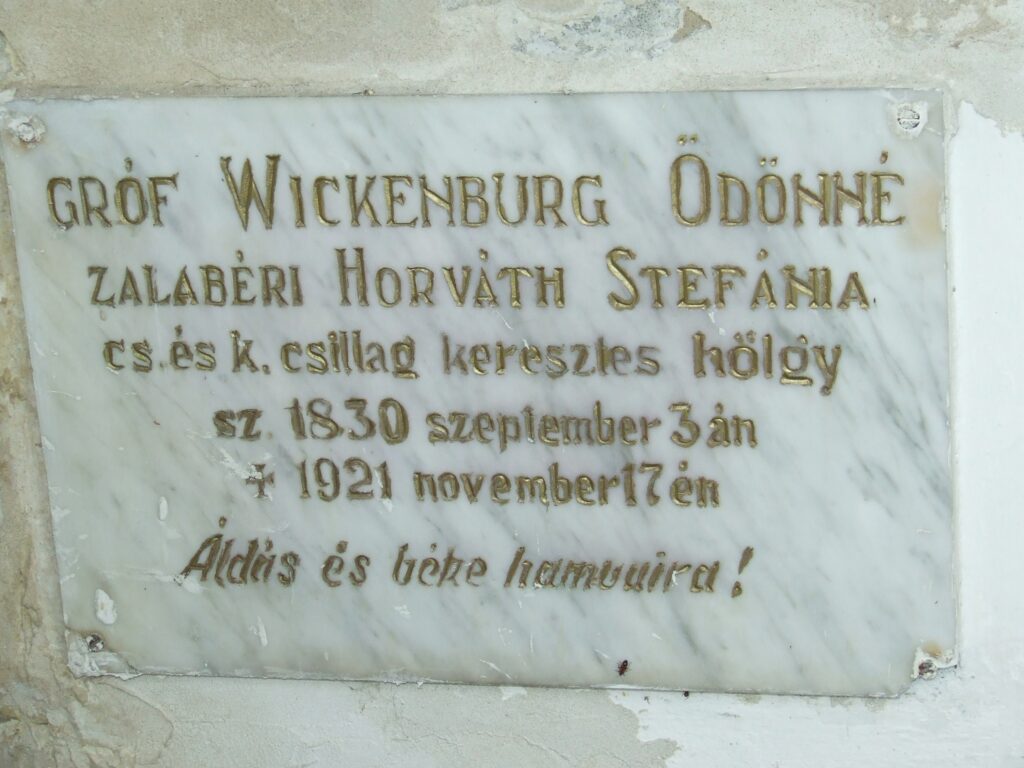 GRÓF WICKENBURG ÖDÖNNÉ
ZALABÉRI HORVÁTH STEFÁNIA
cs. és k. csillag keresztes hölgy
sz. 1830 szeptember 3 án
+ 1921 november 17 én
Áldás és béke hamvaira!